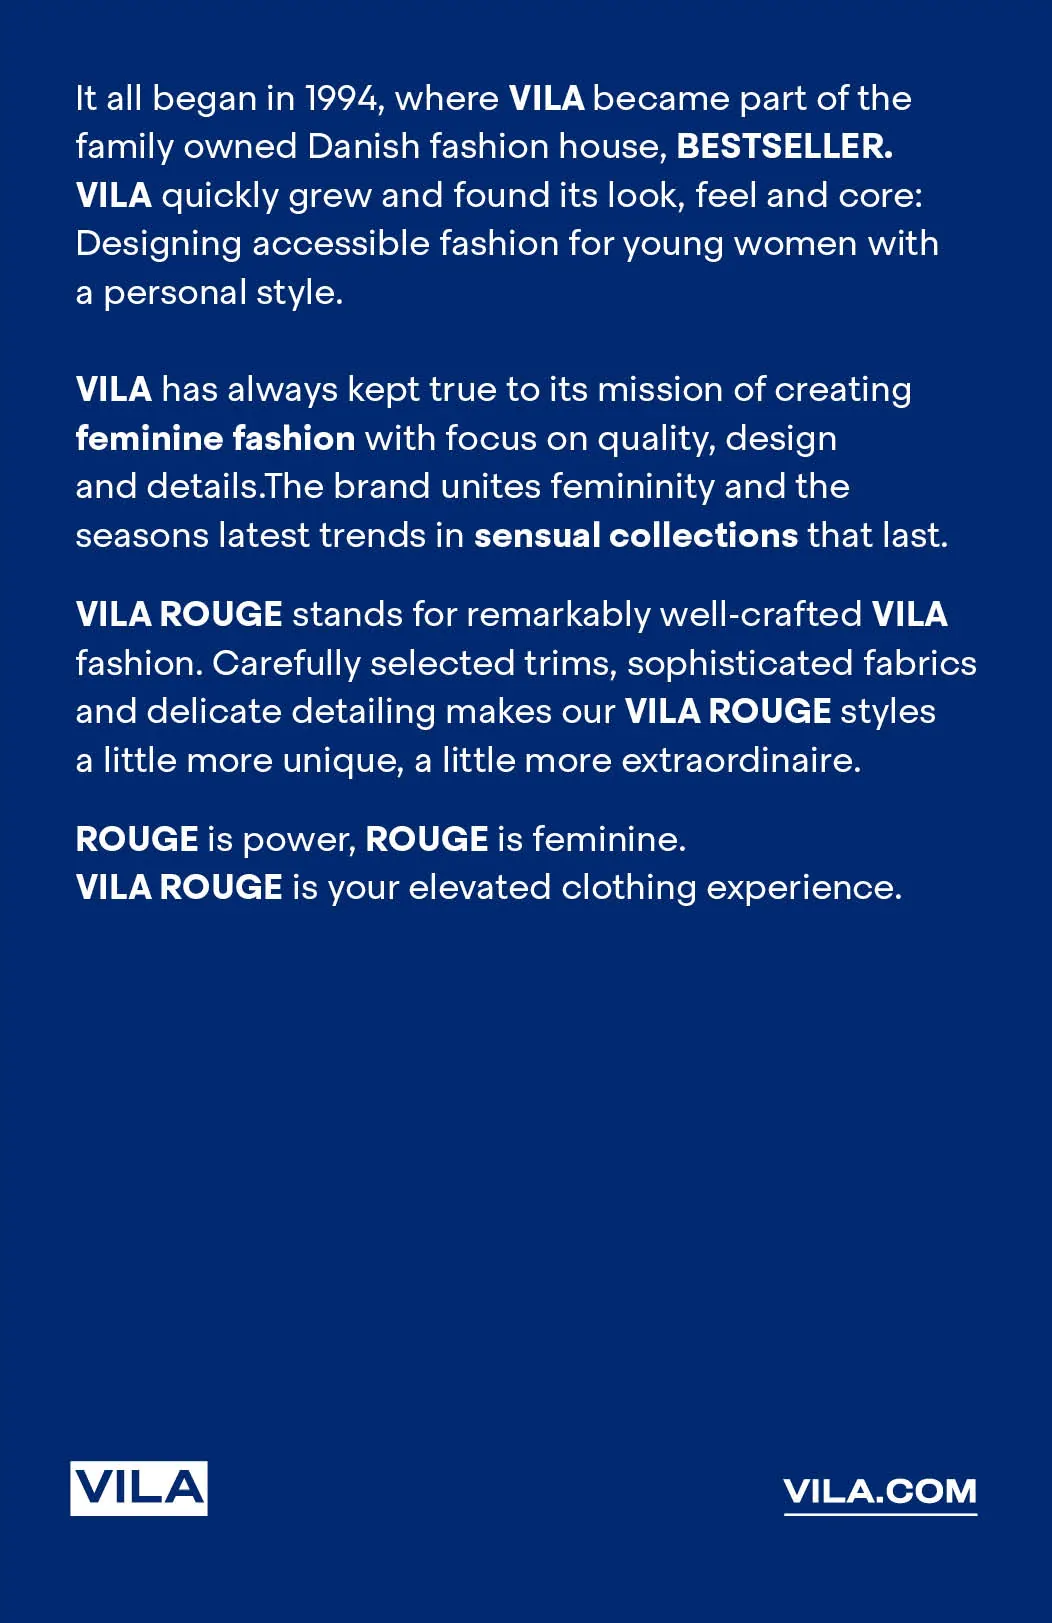 It all began in 1994, where VILA became part of the
family owned Danish fashion house, BESTSELLER.
VILA quickly grew and found its look, feel and core:
Designing accessible fashion for young women with
a personal style.
VILA has always kept true to its mission of creating
feminine fashion with focus on quality, design
and details.The brand unites femininity and the
seasons latest trends in sensual collections that last.
VILA ROUGE stands for remarkably well-crafted VILA
fashion. Carefully selected trims, sophisticated fabrics
and delicate detailing makes our VILA ROUGE styles
a little more unique, a little more extraordinaire.
ROUGE is power, ROUGE is feminine.
VILA ROUGE is your elevated clothing experience.
VILA
VILA.COM